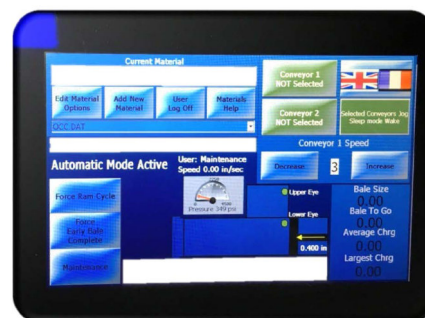 Current Material
Conveyor 1
NOT Selected
Edit Material
Options
Add New
Material
User
Log Off
Materials
Help
Conveyor 2
NOT Selected
Selected Conveyors Jog
Sleep mode Wake
OCC.DAT
Conveyor 1 Speed
Automatic Mode Active
User: Maintenance
Speed 0.00 in/sec
Decrease
3
Increase
Force Ram Cycle
Pressure 349 psi
Upper Eye
Lower Eye
0.400 in
Force
Early Bale
Complete
Maintenance
Bale Size
0.00
Bale To Go
0.00
Average Chrg
0.00
Largest Chrg
0.00